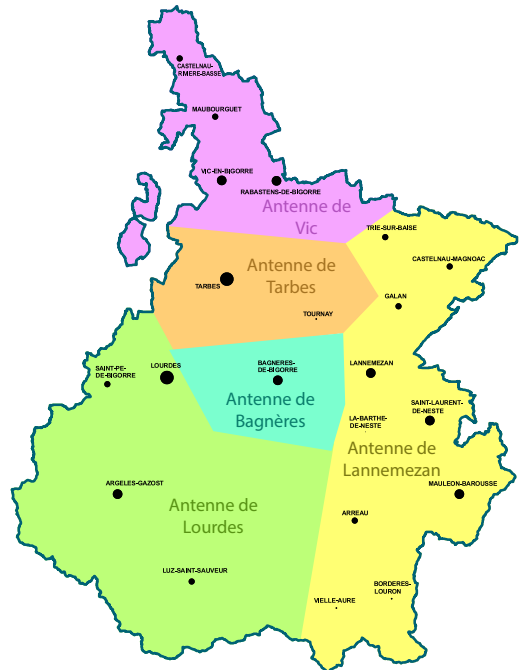 CASTELNAU-
RIVIERE-BASSE
MAUBOURGUET
VIC-EN-BIGORRE
RABASTENS-DE-BIGORRE
Antenne de
Vic
TRIE-SUR-BAISE
CASTELNAU-MAGNOAC
Antenne de
Tarbes
TARBES
GALAN
TOURNAY
SAINT-PE-
DE-BIGORRE
LOURDES
BAGNERES-
DE-BIGORRE
LANNEMEZAN
Antenne de
Bagnères
SAINT-LAURENT-
DE-NESTE
LA-BARTHE-
DE-NESTE
Antenne de
Lannemezan
ARGELES-GAZOST
MAULEON-BAROUSSE
Antenne de
Lourdes
ARREAU
LUZ-SAINT-SAUVEUR
BORDERES-
LOURON
VIELLE-AURE